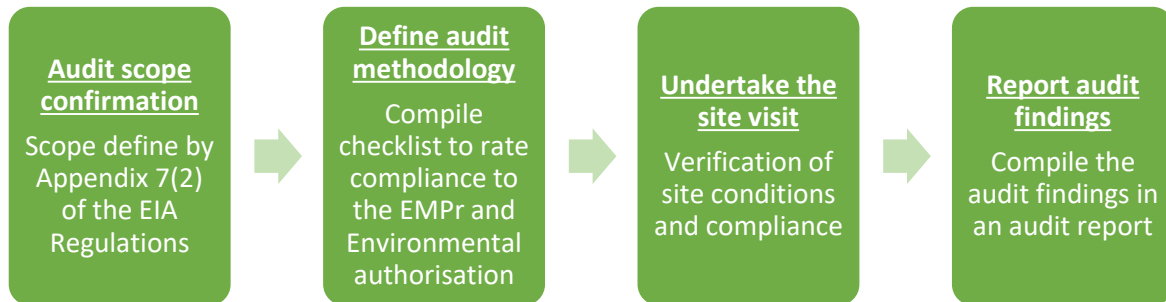 Audit scope
confirmation
Scope define by
Appendix 7(2)
of the EIA
Regulations
Define audit
methodology
Compile
checklist to rate
compliance to
the EMPr and
Environmental
authorisation
Undertake the
site visit
Verification of
site conditions
and compliance
Report audit
findings
Compile the
audit findings in
an audit report